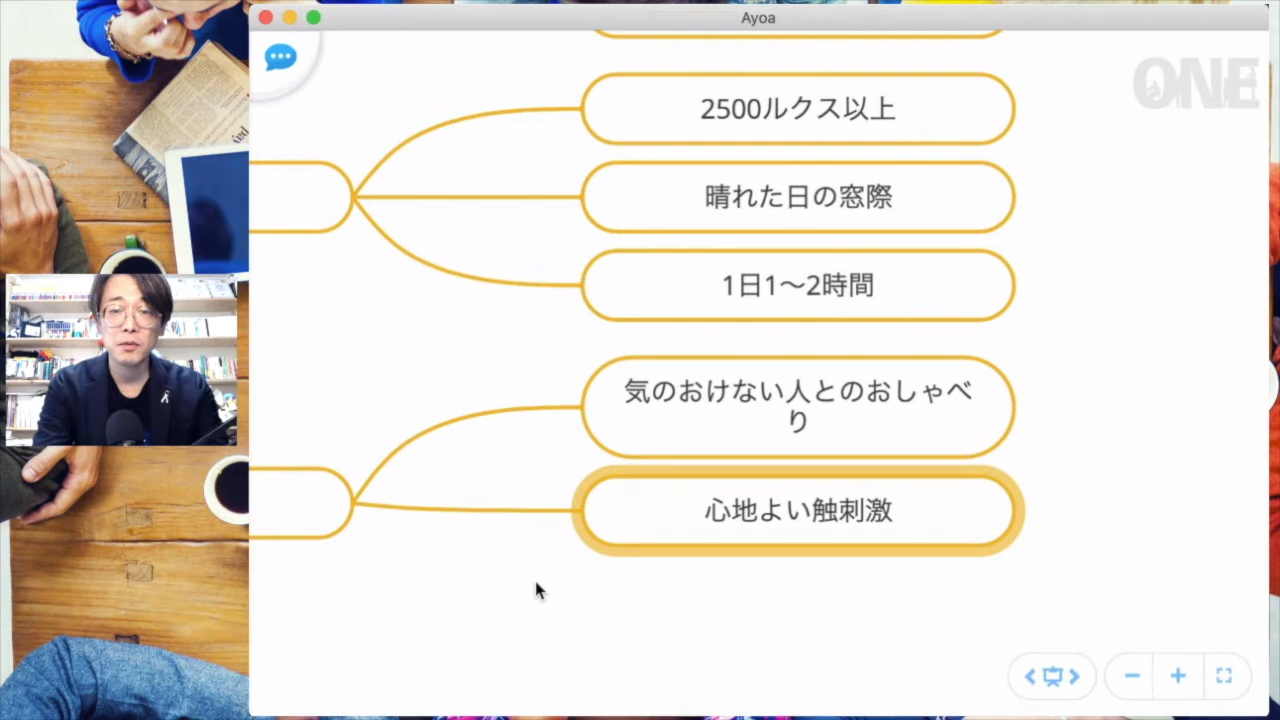 Ayoa
ONE
2500ルクス以上
晴れた日の窓際
1日1〜2時間
気のおけない人とのおしゃべ
り
心地よい触刺激